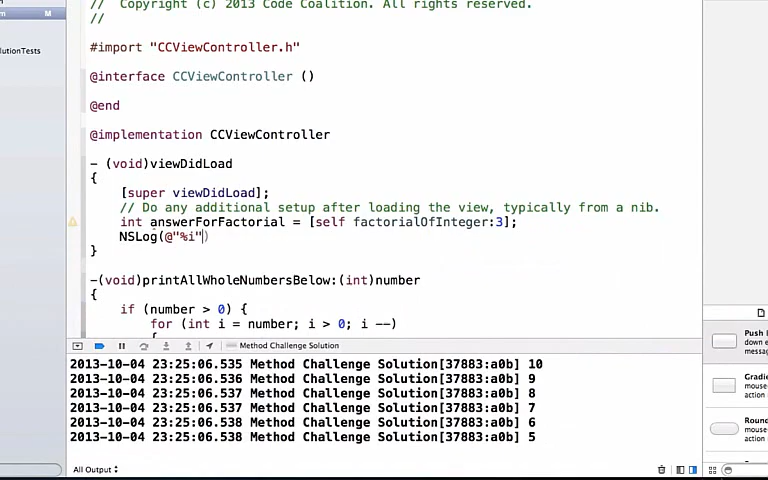 //  Copyright (c) 2013 Code Coalition. All rights reserved.
//
M
#import "CCViewController.h"
lutionTests
@interface CCViewController ()
@end
@implementation CCViewController
- (void)viewDidLoad
{
[super viewDidLoad];
// Do any additional setup after loading the view, typically from a nib.
int answerForFactorial = [self factorialOfInteger:3];
NSLog(@"%i")
}
-(void)printAllWholeNumbersBelow:(int)number
{
if (number > 0) {
for (int i = number; i > 0; i --)
{
Method Challenge Solution
2013-10-04 23:25:06.535 Method Challenge Solution[37883:a0b] 10
2013-10-04 23:25:06.536 Method Challenge Solution[37883:a0b] 9
2013-10-04 23:25:06.537 Method Challenge Solution[37883:a0b] 8
2013-10-04 23:25:06.537 Method Challenge Solution[37883:a0b] 7
2013-10-04 23:25:06.538 Method Challenge Solution[37883:a0b] 6
2013-10-04 23:25:06.538 Method Challenge Solution[37883:a0b] 5
All Output
Push
down e
messag
Gradie
mouse-
action
Round
mouse-
action